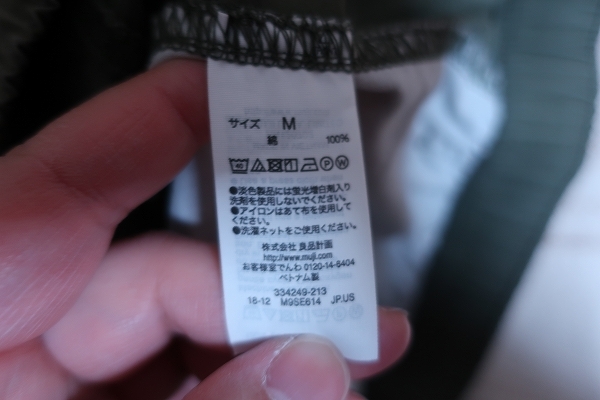 サイズ M
綿 100%
40 P W
●淡色製品には蛍光増白剤入り
洗剤を使用しないでください。
●アイロンはあて布を使用して
ください。
●洗濯ネットをご使用ください。
株式会社 良品計画
http://www.muji.com
お客様室でんわ 0120-14-6404
ベトナム製
334249-213
18-12 M9SE614 JP.US